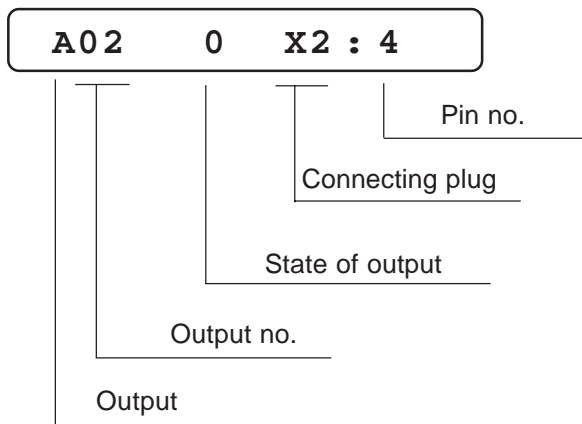 A02 0 X2 : 4
Pin no.
Connecting plug
State of output
Output no.
Output